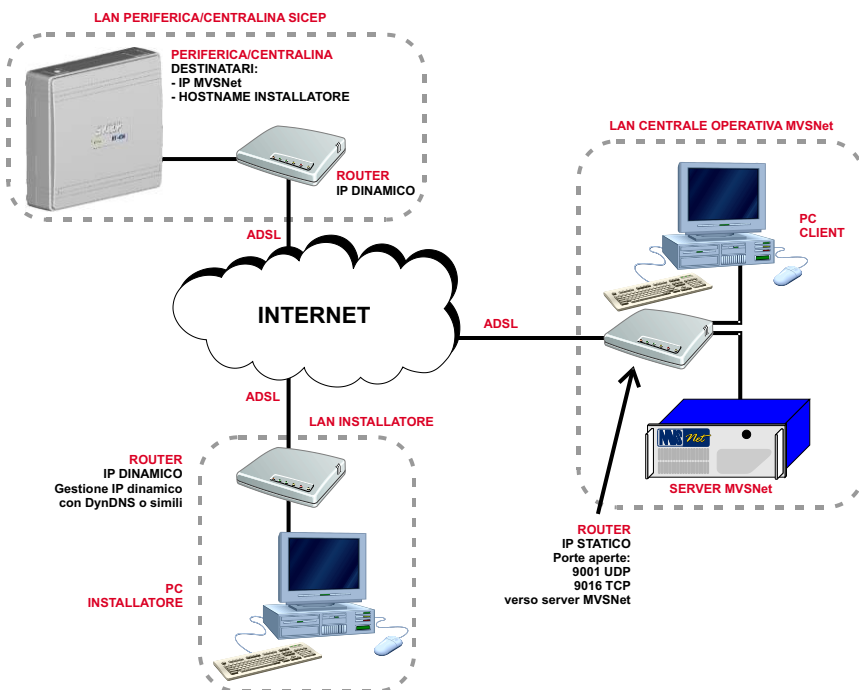 LAN PERIFERICA/CENTRALINA SICEP
PERIFERICA/CENTRALINA
DESTINATARI:
- IP MVSNet
- HOSTNAME INSTALLATORE
ROUTER
IP DINAMICO
ADSL
LAN CENTRALE OPERATIVA MVSNet
PC
CLIENT
INTERNET
ADSL
ADSL
LAN INSTALLATORE
ROUTER
IP DINAMICO
Gestione IP dinamico
con DynDNS o simili
MVS Net
SERVER MVSNet
ROUTER
IP STATICO
Porte aperte:
9001 UDP
9016 TCP
verso server MVSNet
PC
INSTALLATORE